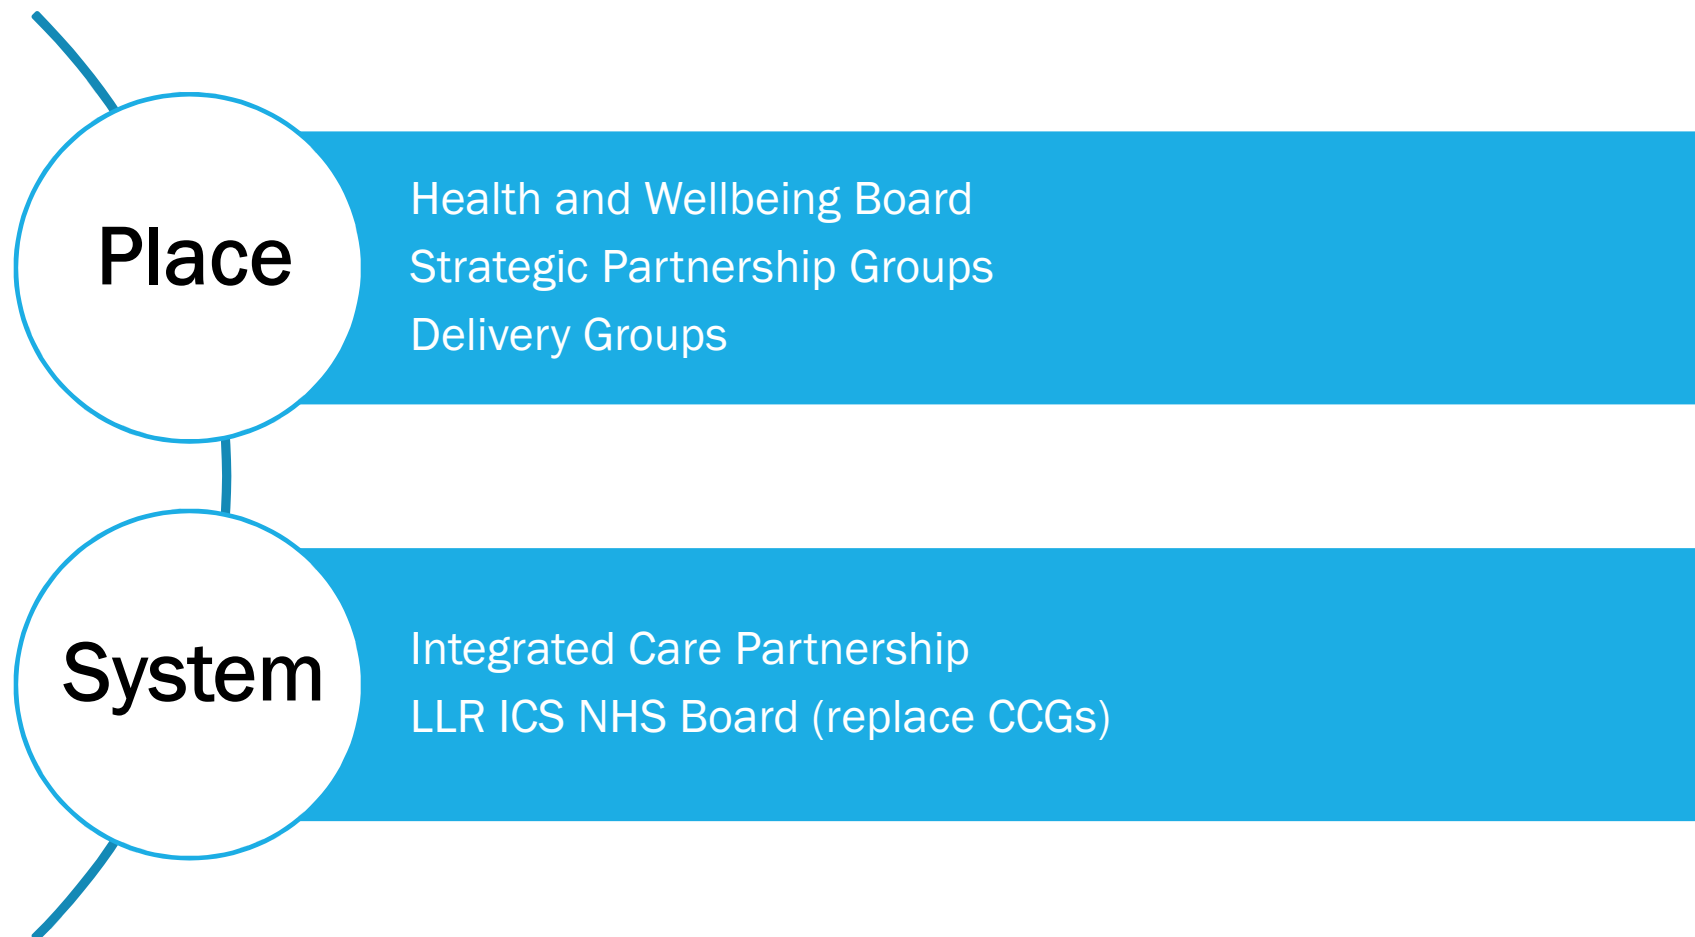 Place
Health and Wellbeing Board
Strategic Partnership Groups
Delivery Groups
System
Integrated Care Partnership
LLR ICS NHS Board (replace CCGs)